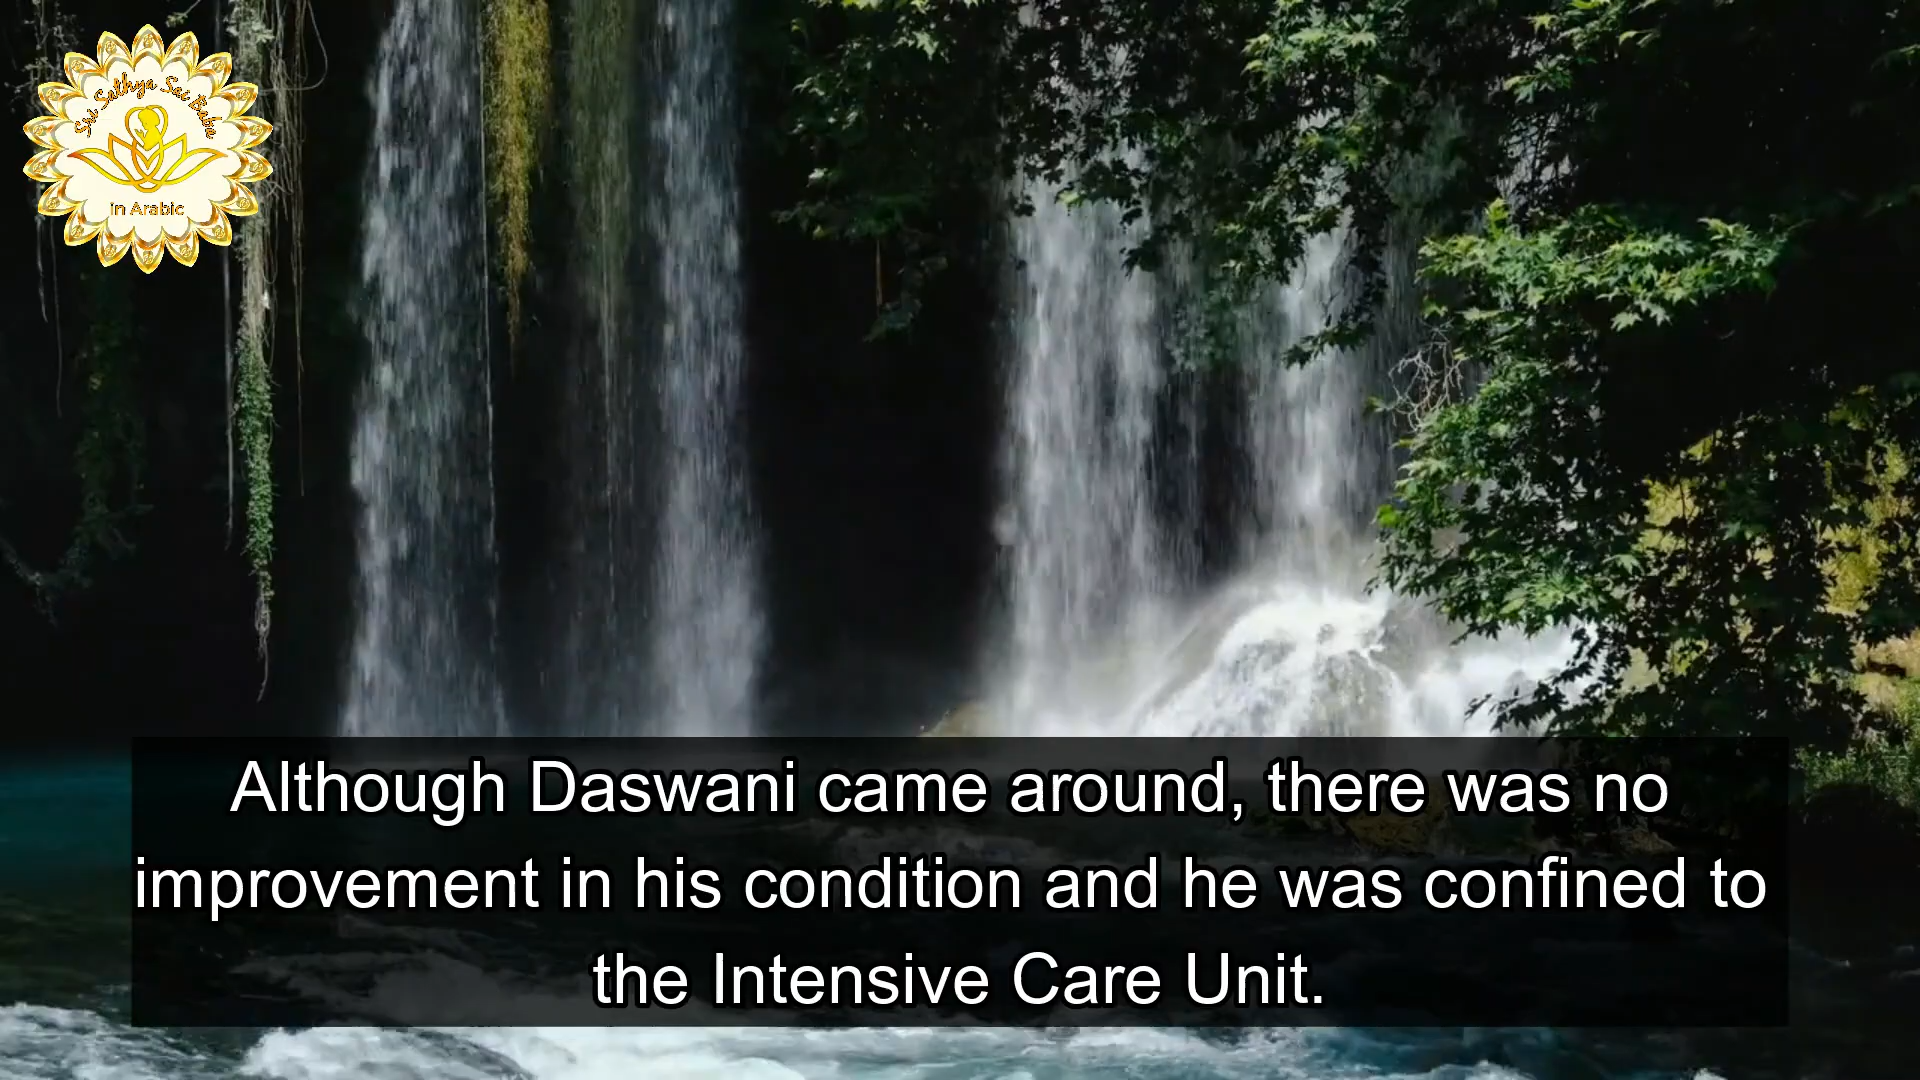 Sri Sathya Sai Baba
in Arabic
Although Daswani came around, there was no
improvement in his condition and he was confined to
the Intensive Care Unit.